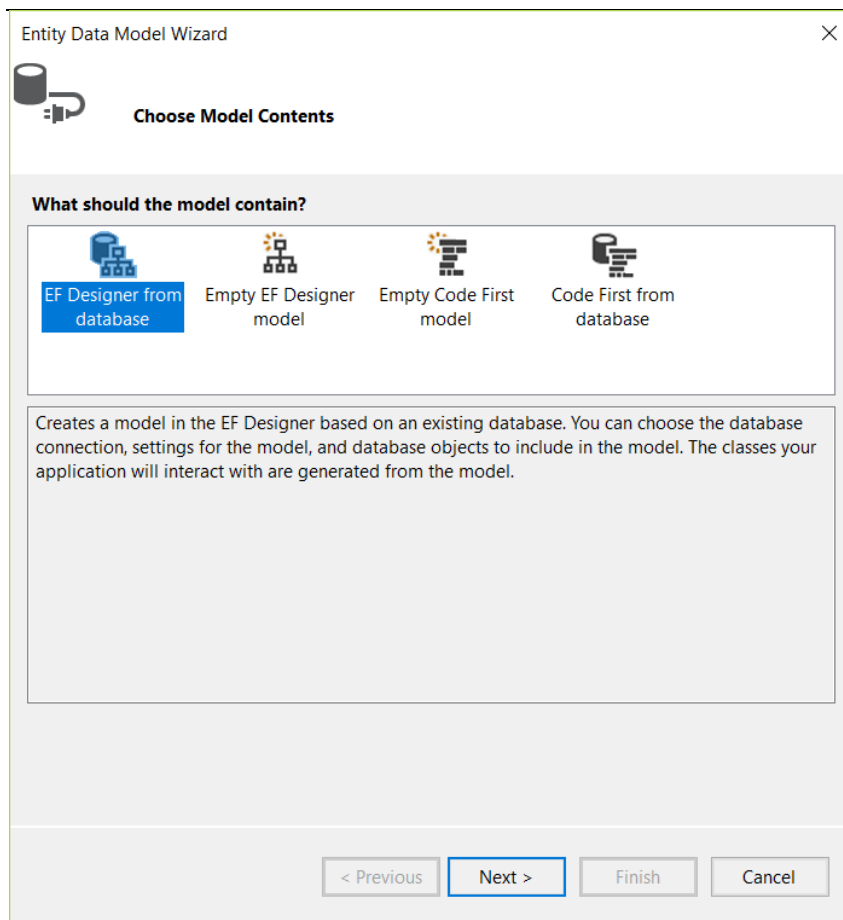 Entity Data Model Wizard
Choose Model Contents
What should the model contain?
EF Designer from database
Empty EF Designer model
Empty Code First model
Code First from database
Creates a model in the EF Designer based on an existing database. You can choose the database
connection, settings for the model, and database objects to include in the model. The classes your
application will interact with are generated from the model.
< Previous
Next >
Finish
Cancel